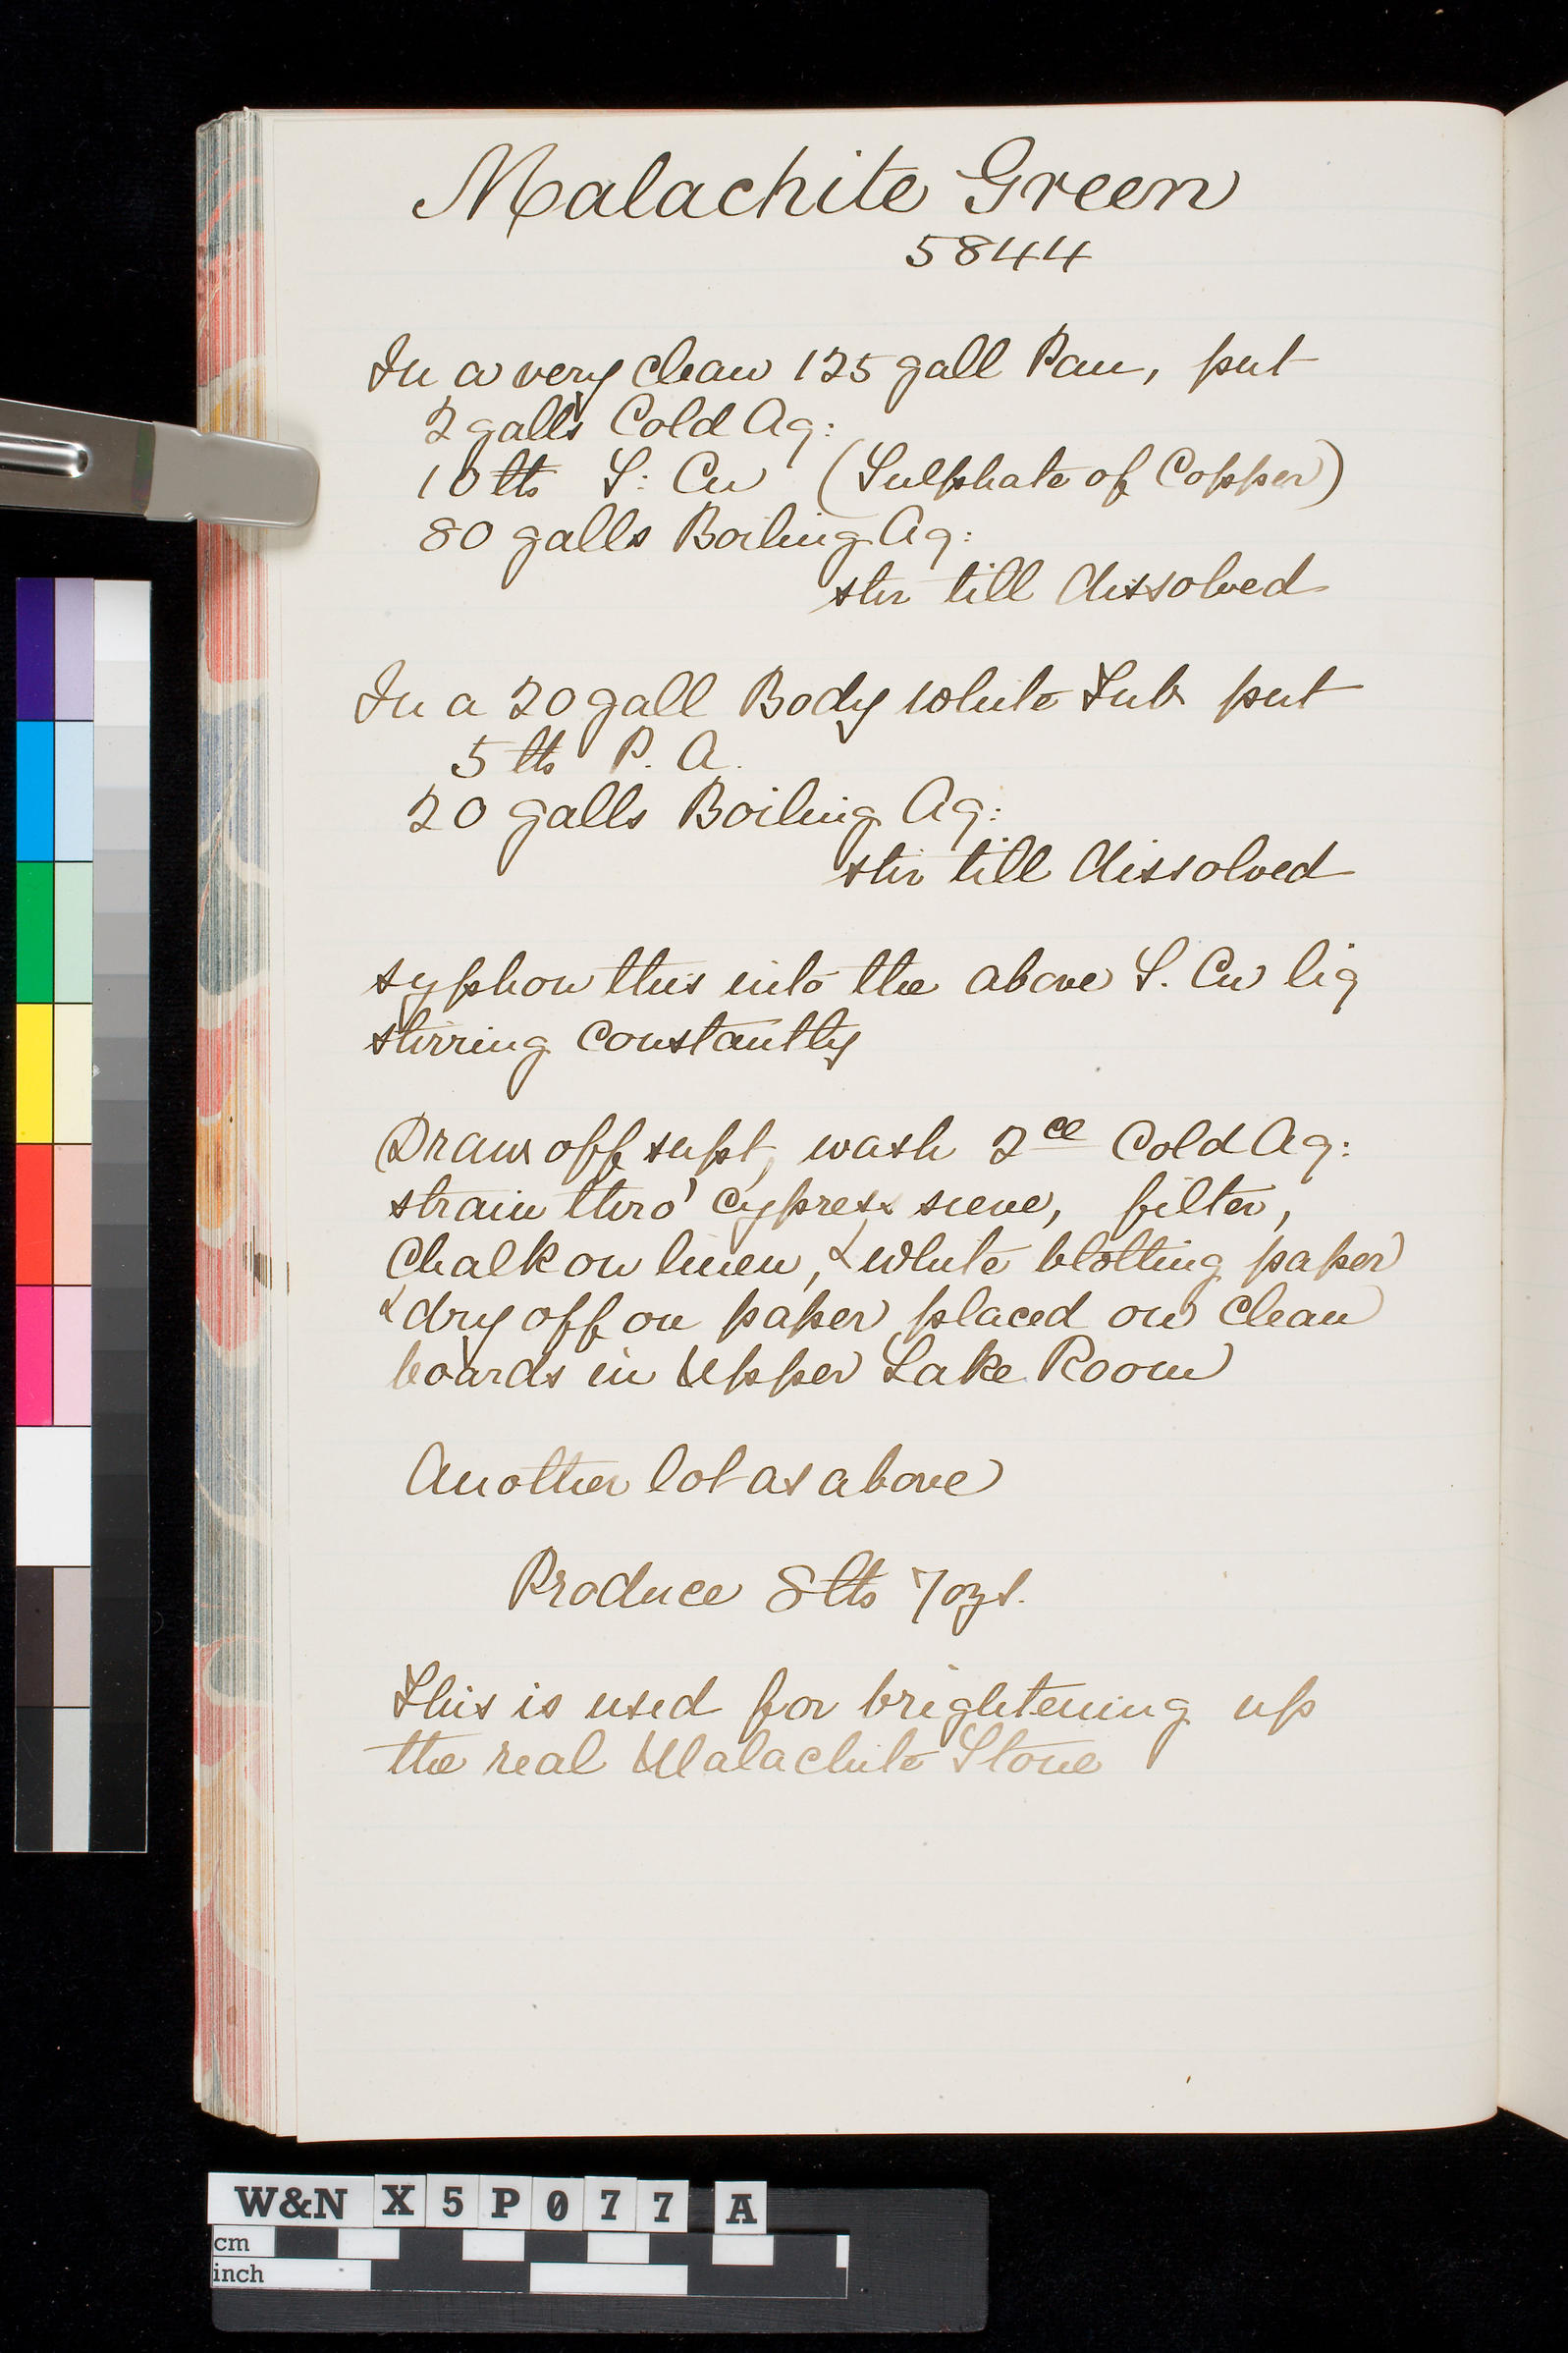 Malachite Green
5844
In a very clean 125 gall Pan, put
2 galls Cold Aq:
10 lbs S: Cu (Sulphate of Copper)
80 galls Boiling Aq:
stir till dissolved
In a 20 gall Body white Tub put
5 lbs P. A.
20 galls Boiling Aq:
stir till dissolved
syphon this into the above S. Cu liq
stirring constantly
Draw off supt, wash 2ce Cold Aq:
strain thro' cypress sieve, filter,
Chalk on linen, & white blotting paper
& dry off on paper placed on clean
boards in Upper Lake Room
Another lot as above
Produce 8 lbs 7 ozs.
This is used for brightening up
the real Malachite Stone
W&N X5P077 A
cm
inch